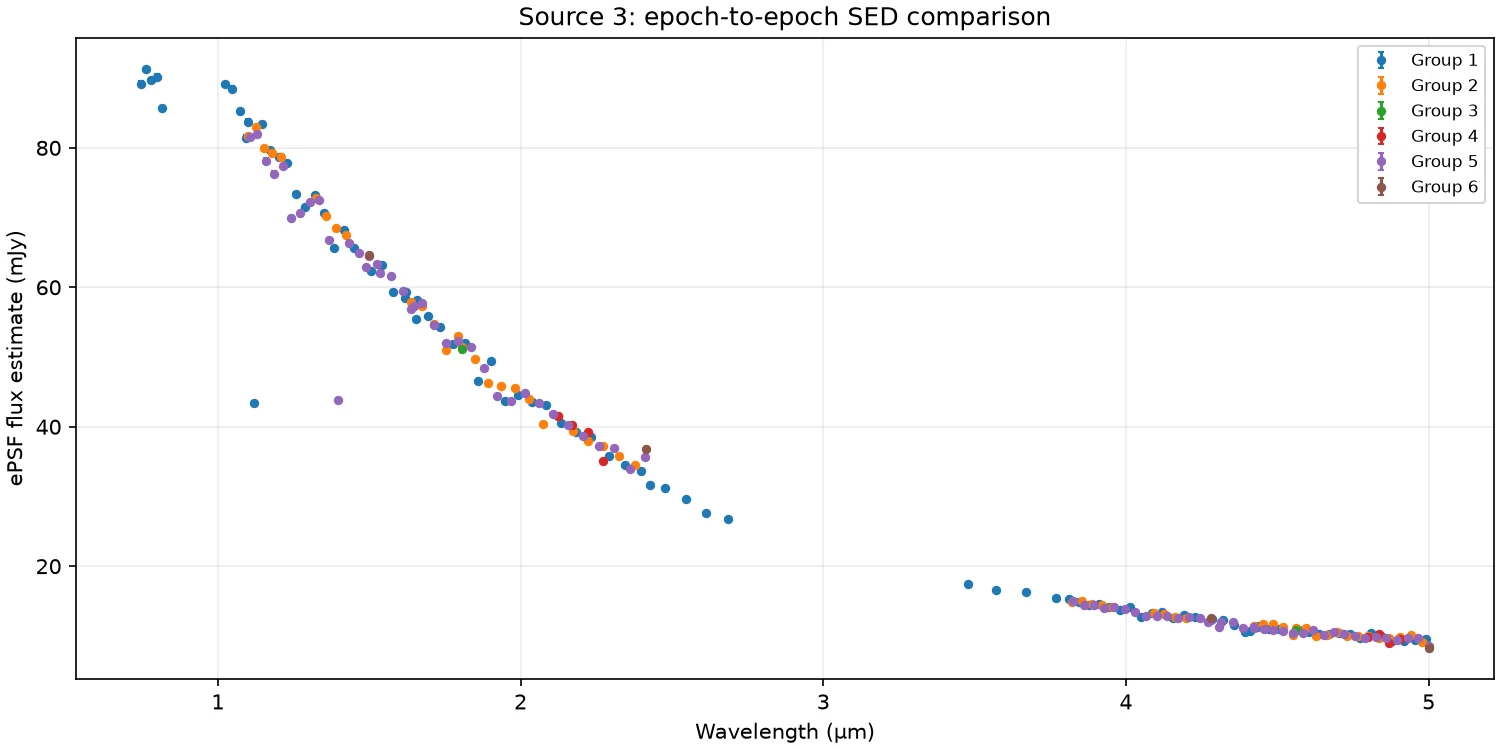 Source 3: epoch-to-epoch SED comparison
ePSF flux estimate (mJy)
80
60
40
20
Group 1
Group 2
Group 3
Group 4
Group 5
Group 6
1 2 3 4 5
Wavelength (µm)